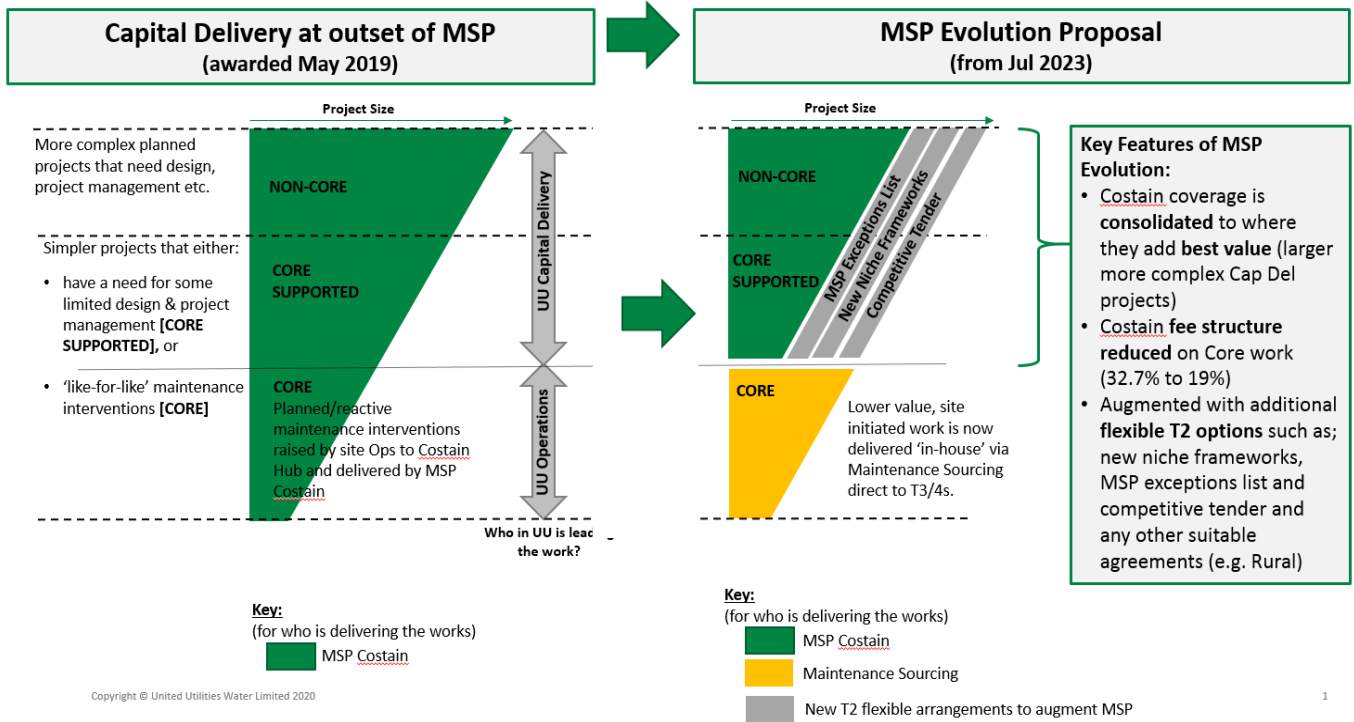 Capital Delivery at outset of MSP
(awarded May 2019)
MSP Evolution Proposal
(from Jul 2023)
Project Size
More complex planned
projects that need design,
project management etc.
Simpler projects that either:
• have a need for some
limited design & project
management [CORE
SUPPORTED], or
• ‘like-for-like’ maintenance
interventions [CORE]
NON-CORE
CORE
SUPPORTED
CORE
Planned/reactive
maintenance interventions
raised by site Ops to Costain
Hub and delivered by MSP
Costain
UU Capital Delivery
UU Operations
Who in UU is lead
the work?
Key:
(for who is delivering the works)
MSP Costain
Project Size
NON-CORE
CORE
SUPPORTED
MSP Exceptions List
New Niche Frameworks
Competitive Tender
CORE
Lower value, site
initiated work is now
delivered ‘in-house’ via
Maintenance Sourcing
direct to T3/4s.
Key Features of MSP
Evolution:
• Costain coverage is
consolidated to where
they add best value (larger
more complex Cap Del
projects)
• Costain fee structure
reduced on Core work
(32.7% to 19%)
• Augmented with additional
flexible T2 options such as;
new niche frameworks,
MSP exceptions list and
competitive tender and
any other suitable
agreements (e.g. Rural)
Key:
(for who is delivering the works)
MSP Costain
Maintenance Sourcing
New T2 flexible arrangements to augment MSP
Copyright © United Utilities Water Limited 2020
1